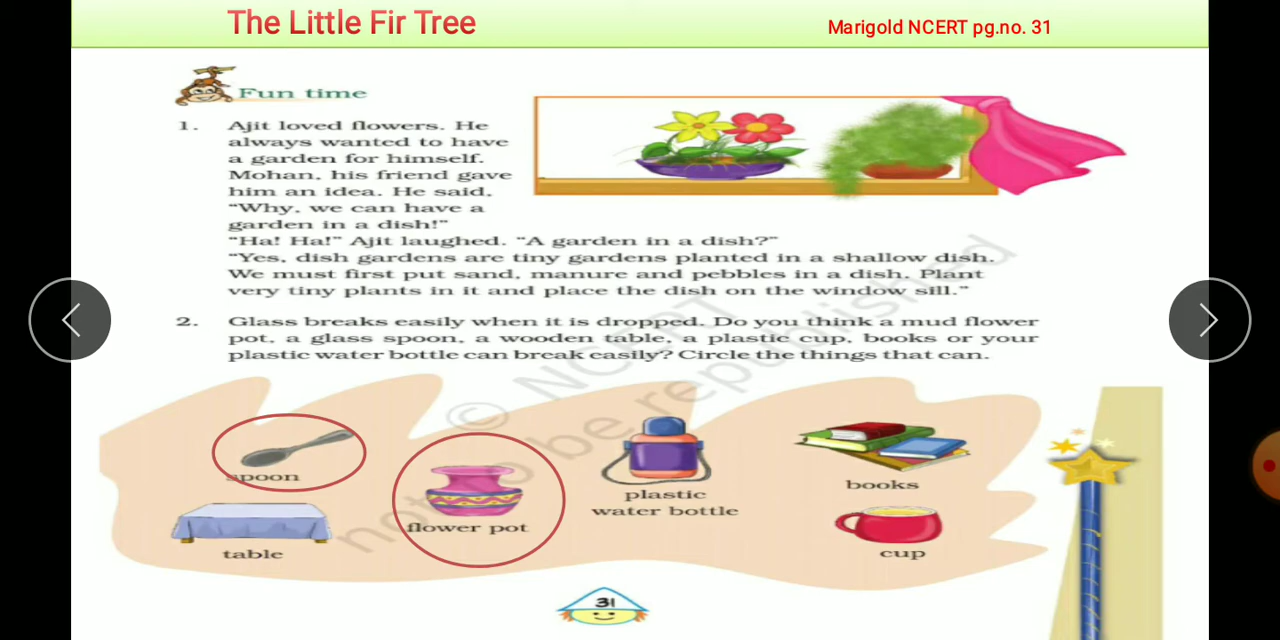 The Little Fir Tree
Marigold NCERT pg.no. 31
Fun time
1. Ajit loved flowers. He
always wanted to have
a garden for himself.
Mohan, his friend gave
him an idea. He said,
“Why, we can have a
garden in a dish!”
“Ha! Ha!” Ajit laughed. “A garden in a dish?”
“Yes, dish gardens are tiny gardens planted in a shallow dish.
We must first put sand, manure and pebbles in a dish. Plant
very tiny plants in it and place the dish on the window sill.”
2. Glass breaks easily when it is dropped. Do you think a mud flower
pot, a glass spoon, a wooden table, a plastic cup, books or your
plastic water bottle can break easily? Circle the things that can.
© NCERT
not to be republished
spoon
flower pot
plastic
water bottle
books
table
cup
31